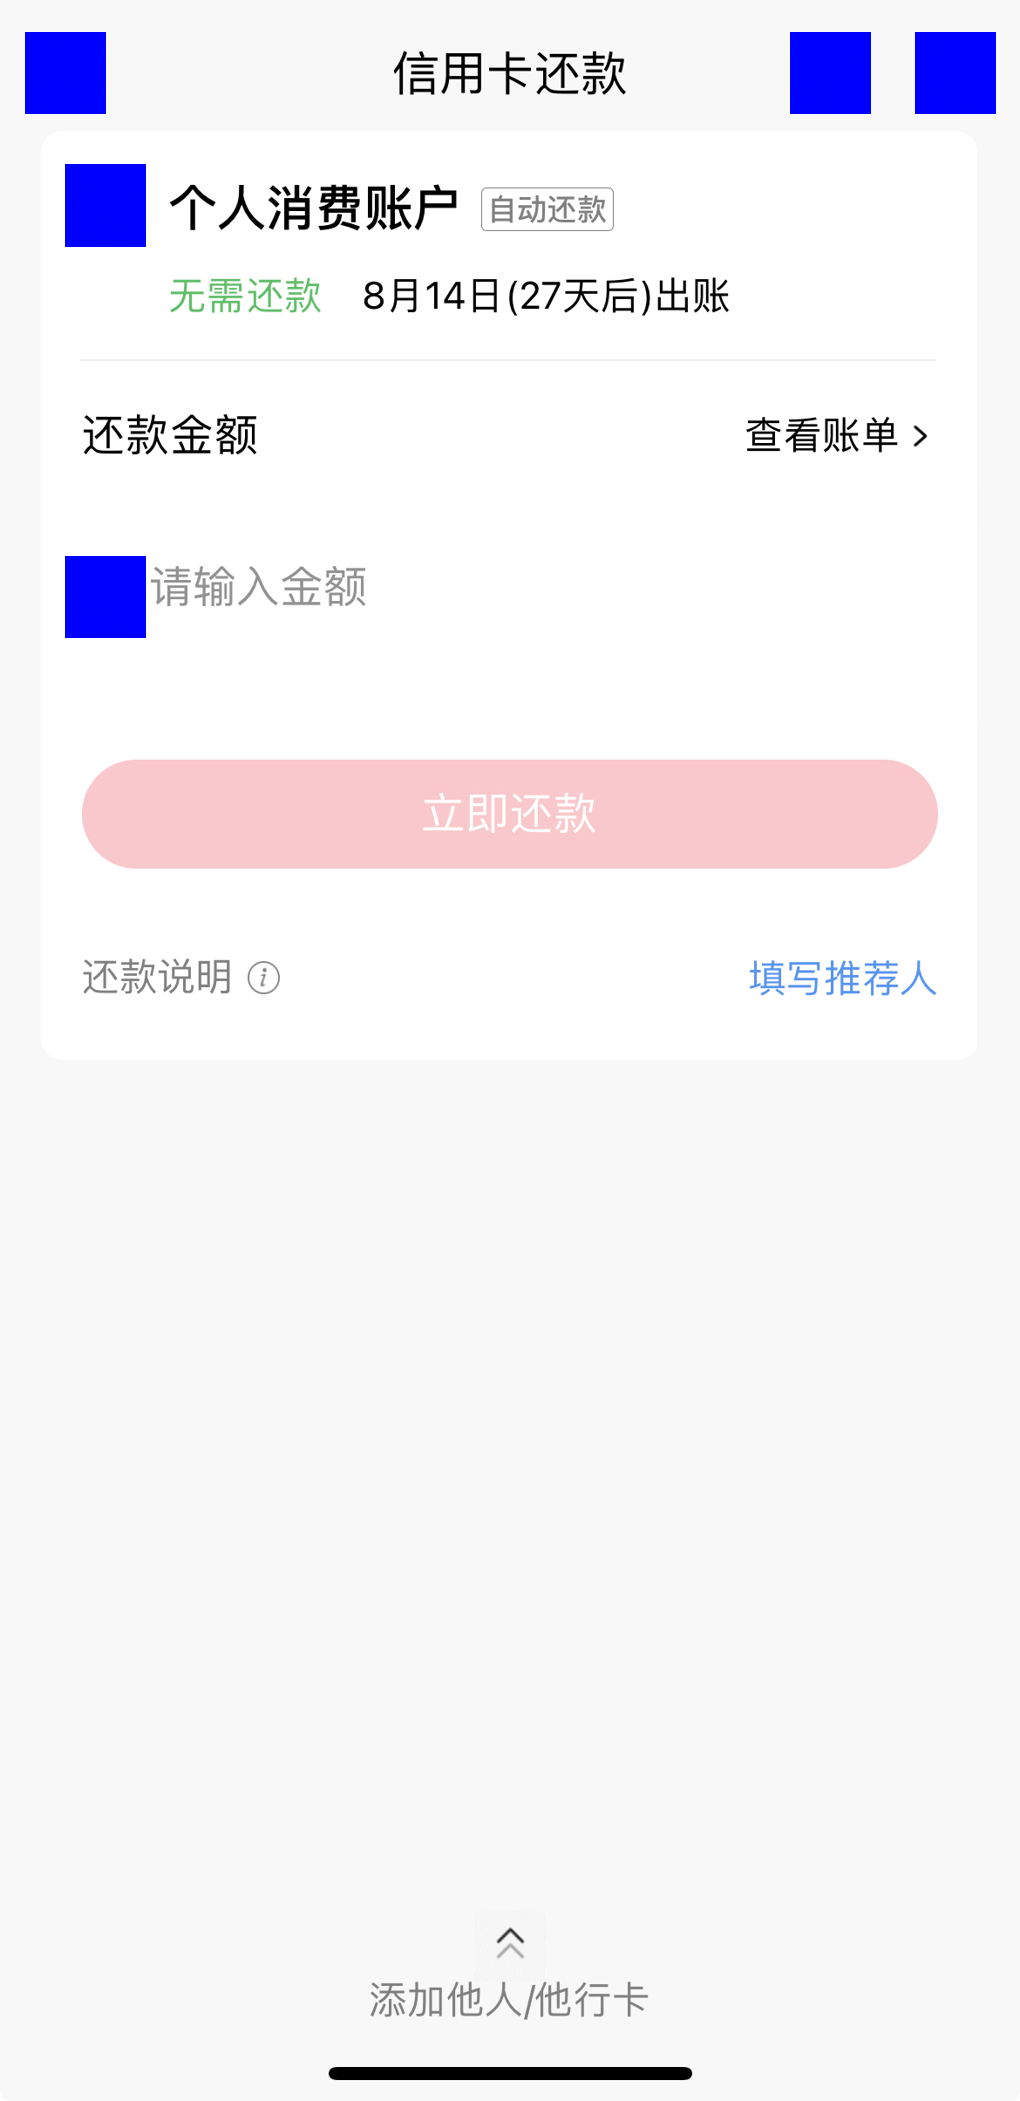 信用卡还款
个人消费账户 自动还款
无需还款 8月14日(27天后)出账
还款金额 查看账单
请输入金额
立即还款
还款说明 填写推荐人
添加他人/他行卡